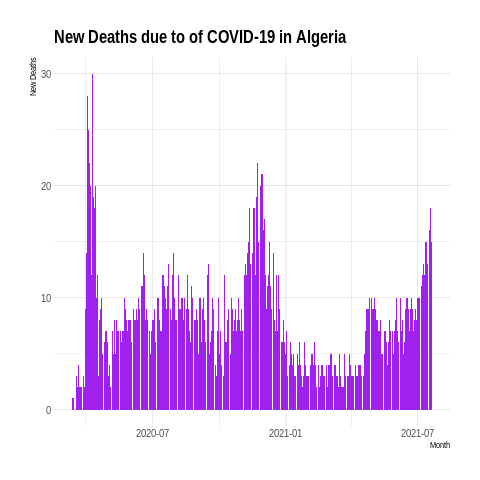 New Deaths due to of COVID-19 in Algeria
New Deaths
30
20
10
0
2020-07
2021-01
2021-07
Month